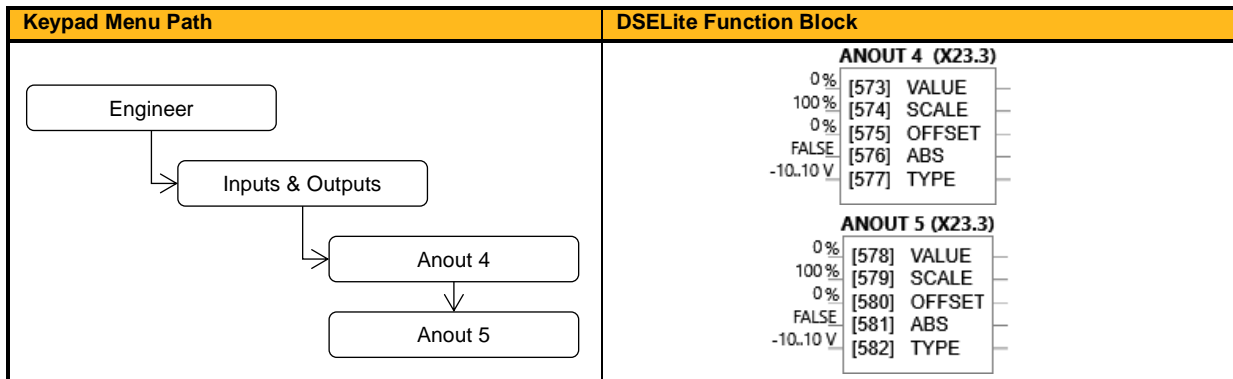 Keypad Menu Path
DSELite Function Block
Engineer
Inputs & Outputs
Anout 4
Anout 5
ANOUT 4 (X23.3)
0% [573] VALUE
100% [574] SCALE
0% [575] OFFSET
FALSE [576] ABS
-10..10 V [577] TYPE
ANOUT 5 (X23.3)
0% [578] VALUE
100% [579] SCALE
0% [580] OFFSET
FALSE [581] ABS
-10..10 V [582] TYPE